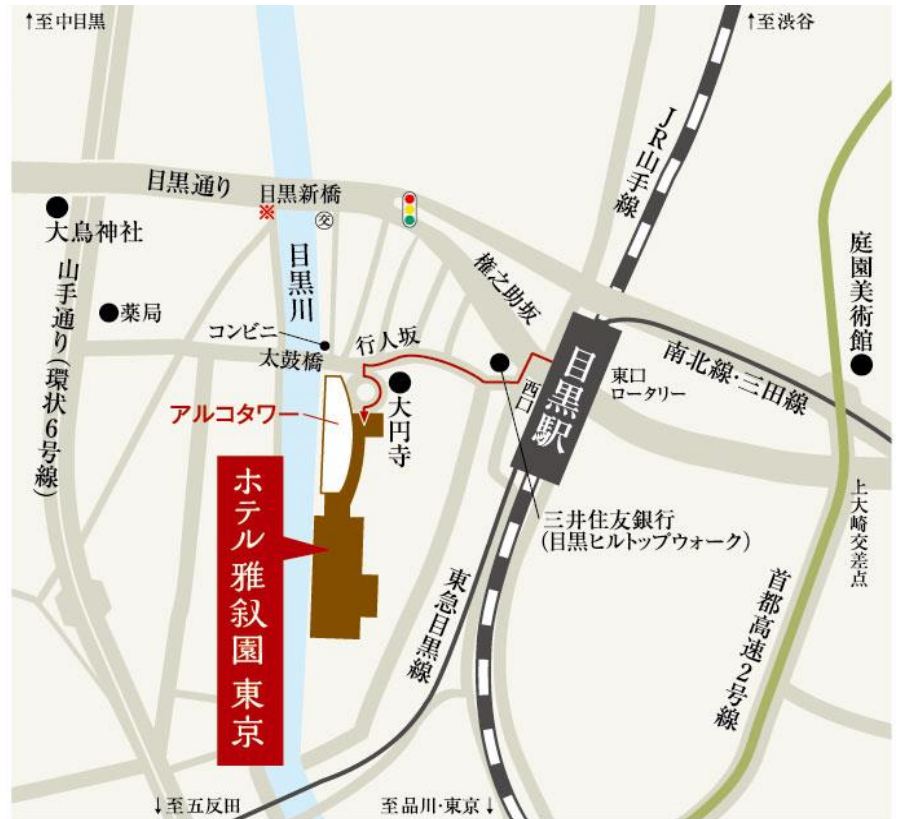 ↑至中目黒
↑至渋谷
JR山手線
目黒通り
目黒新橋
※
交
大鳥神社
目黒川
権之助坂
庭園美術館
山手通り(環状6号線)
薬局
コンビニ
太鼓橋
行人坂
目黒駅
西口
東口
ロータリー
南北線・三田線
アルコタワー
大円寺
ホテル雅叙園 東京
三井住友銀行
(目黒ヒルトップウォーク)
上大崎交差点
東急目黒線
首都高速2号線
↓至五反田
至品川・東京↓